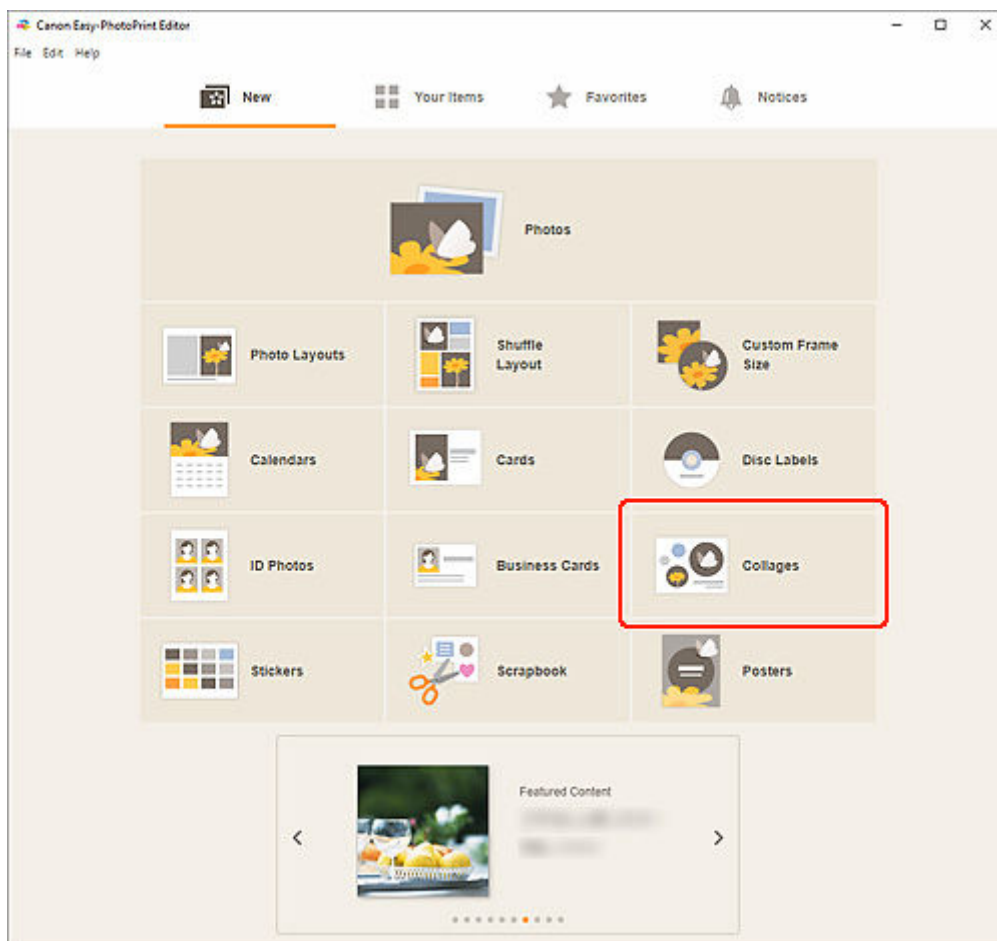 Canon Easy-PhotoPrint Editor
File Edit Help
New
Your Items
Favorites
Notices
Photos
Photo Layouts
Shuffle
Layout
Custom Frame
Size
Calendars
Cards
Disc Labels
ID Photos
Business Cards
Collages
Stickers
Scrapbook
Posters
Featured Content